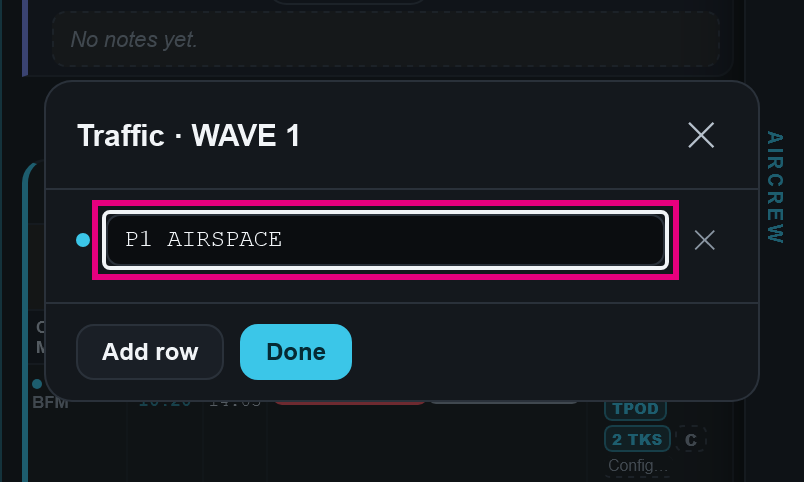 No notes yet.
Traffic · WAVE 1
AIRCREW
P1 AIRSPACE
Add row
Done
BFM
TPOD
2 TKS
C
Config...